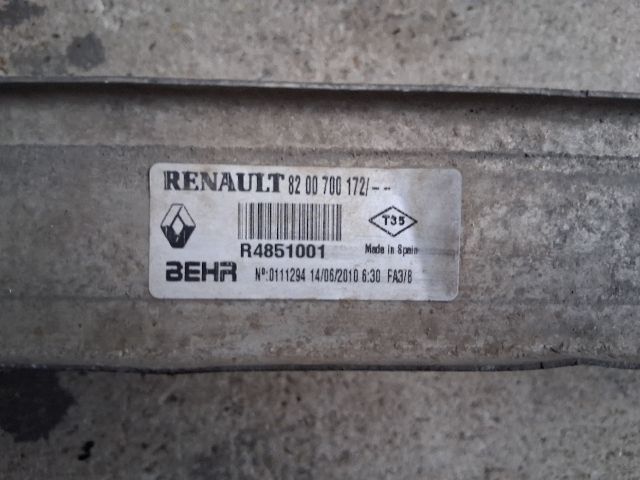 RENAULT 82 00 700 172/--
T35
R4851001
Made in Spain
BEHR Nº:0111294 14/06/2010 6:30 FA3/8